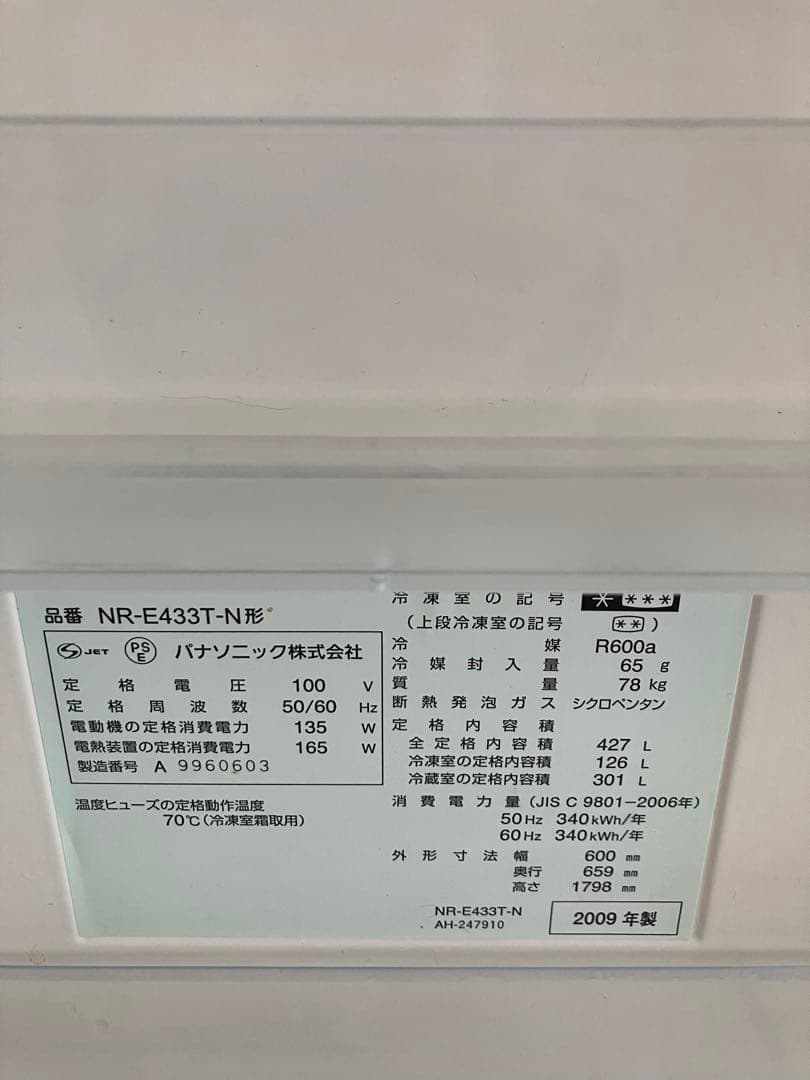 品番 NR-E433T-N形
JET PSE パナソニック株式会社
定格電圧 100 V
定格周波数 50/60 Hz
電動機の定格消費電力 135 W
電熱装置の定格消費電力 165 W
製造番号 A 9960603
温度ヒューズの定格動作温度
70℃(冷凍室霜取用)
冷凍室の記号 * ***
(上段冷凍室の記号 ** )
冷媒 R600a
冷媒封入量 65 g
質量 78 kg
断熱発泡ガス シクロペンタン
定格内容積
全定格内容積 427 L
冷凍室の定格内容積 126 L
冷蔵室の定格内容積 301 L
消費電力量(JIS C 9801-2006年)
50Hz 340kWh/年
60Hz 340kWh/年
外形寸法 幅 600 mm
奥行 659 mm
高さ 1798 mm
NR-E433T-N
AH-247910
2009 年製